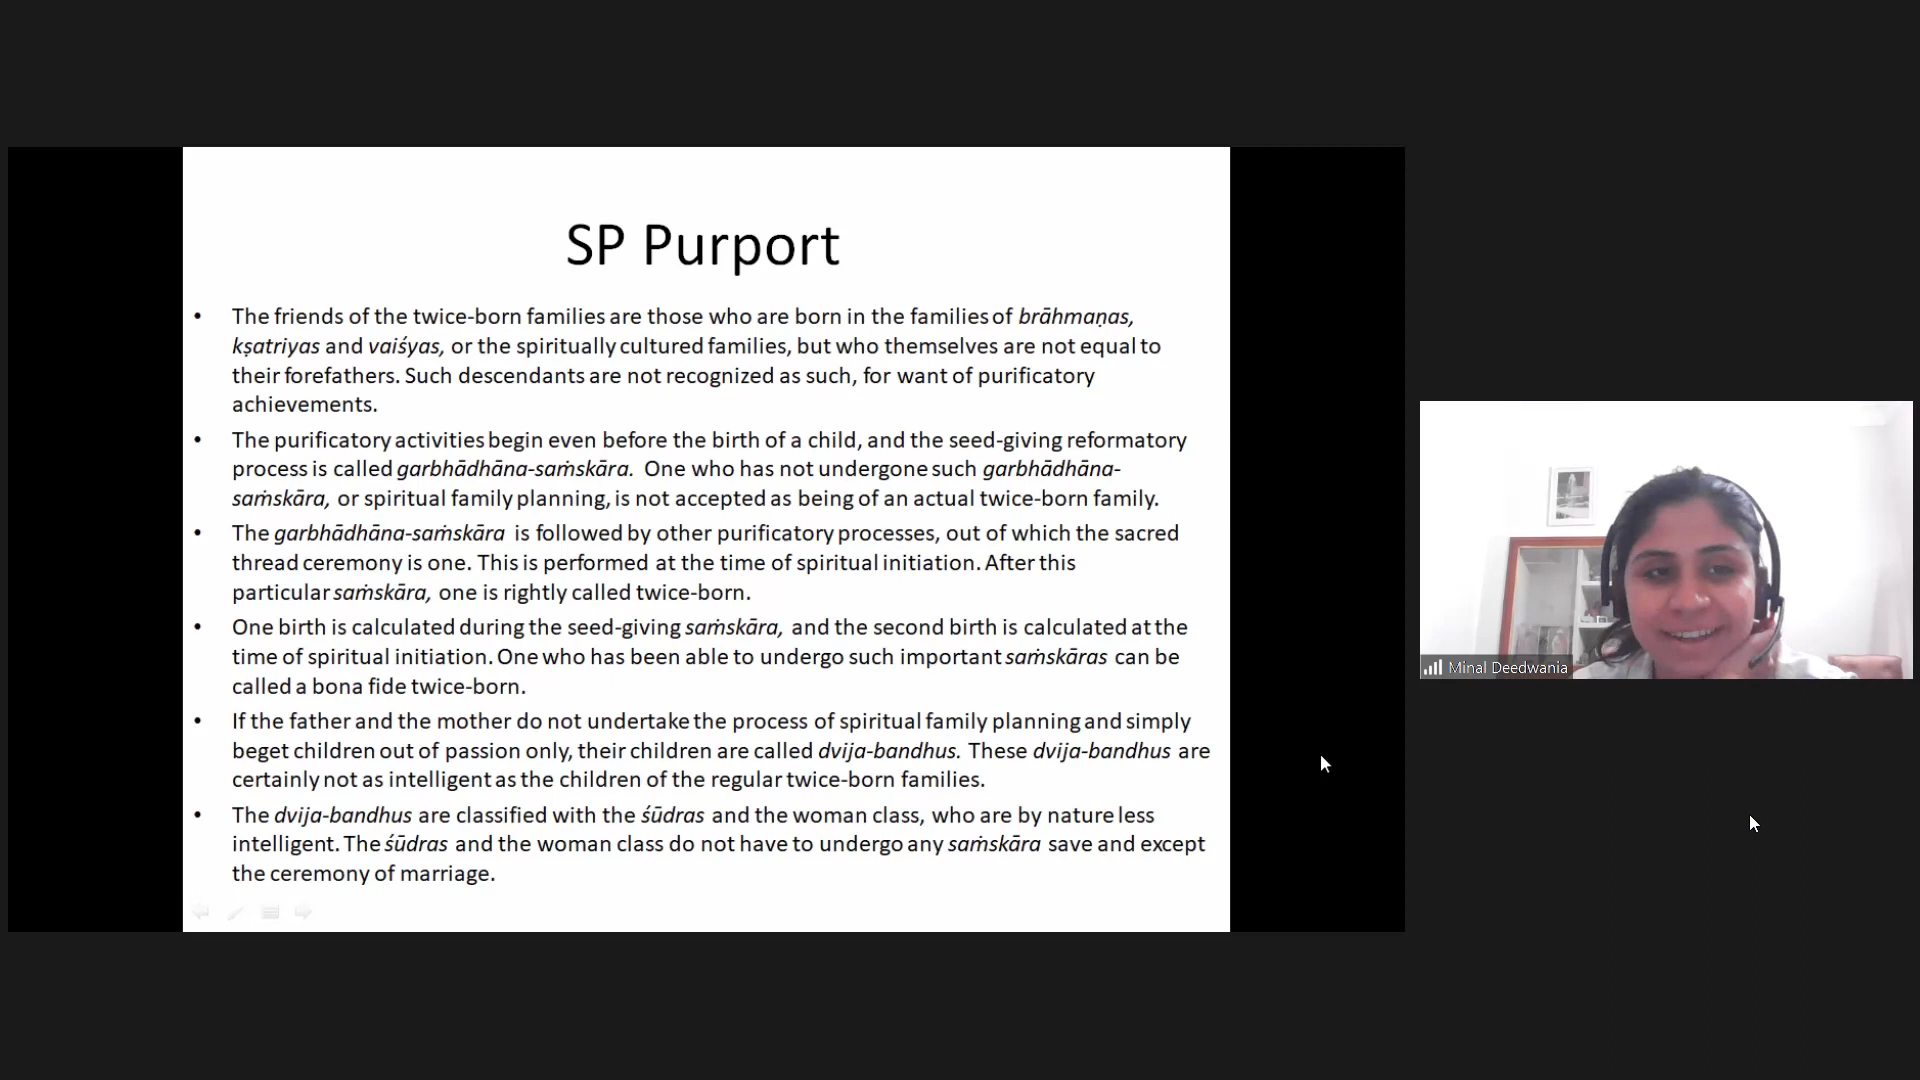 SP Purport
• The friends of the twice-born families are those who are born in the families of brāhmaṇas,
kṣatriyas and vaiśyas, or the spiritually cultured families, but who themselves are not equal to
their forefathers. Such descendants are not recognized as such, for want of purificatory
achievements.
• The purificatory activities begin even before the birth of a child, and the seed-giving reformatory
process is called garbhādhāna-saṁskāra. One who has not undergone such garbhādhāna-
saṁskāra, or spiritual family planning, is not accepted as being of an actual twice-born family.
• The garbhādhāna-saṁskāra is followed by other purificatory processes, out of which the sacred
thread ceremony is one. This is performed at the time of spiritual initiation. After this
particular saṁskāra, one is rightly called twice-born.
• One birth is calculated during the seed-giving saṁskāra, and the second birth is calculated at the
time of spiritual initiation. One who has been able to undergo such important saṁskāras can be
called a bona fide twice-born.
• If the father and the mother do not undertake the process of spiritual family planning and simply
beget children out of passion only, their children are called dvija-bandhus. These dvija-bandhus are
certainly not as intelligent as the children of the regular twice-born families.
• The dvija-bandhus are classified with the śūdras and the woman class, who are by nature less
intelligent. The śūdras and the woman class do not have to undergo any saṁskāra save and except
the ceremony of marriage.
Minal Deedwania